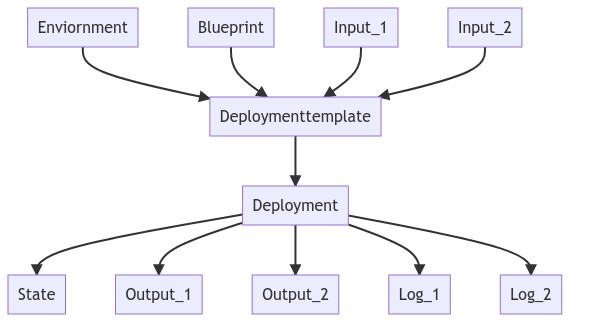 Enviornment
Blueprint
Input_1
Input_2
Deploymenttemplate
Deployment
State
Output_1
Output_2
Log_1
Log_2